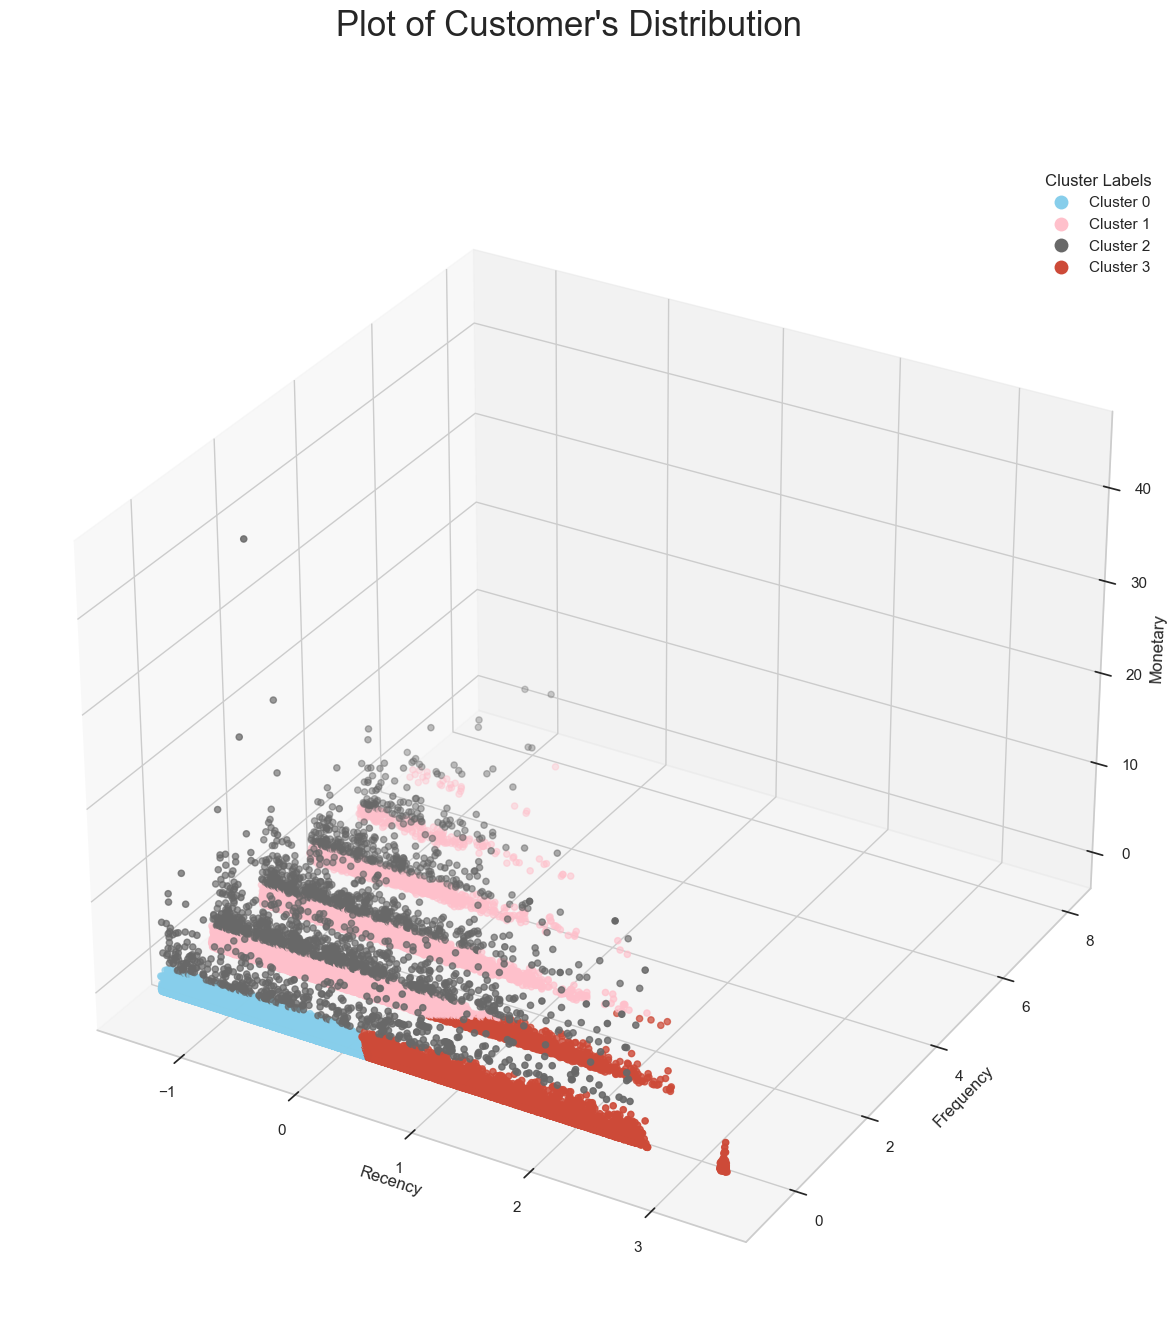 Plot of Customer's Distribution
Cluster Labels
Cluster 0
Cluster 1
Cluster 2
Cluster 3
40
30
20
10
0
Monetary
8
6
4
2
0
Frequency
−1
0
1
2
3
Recency